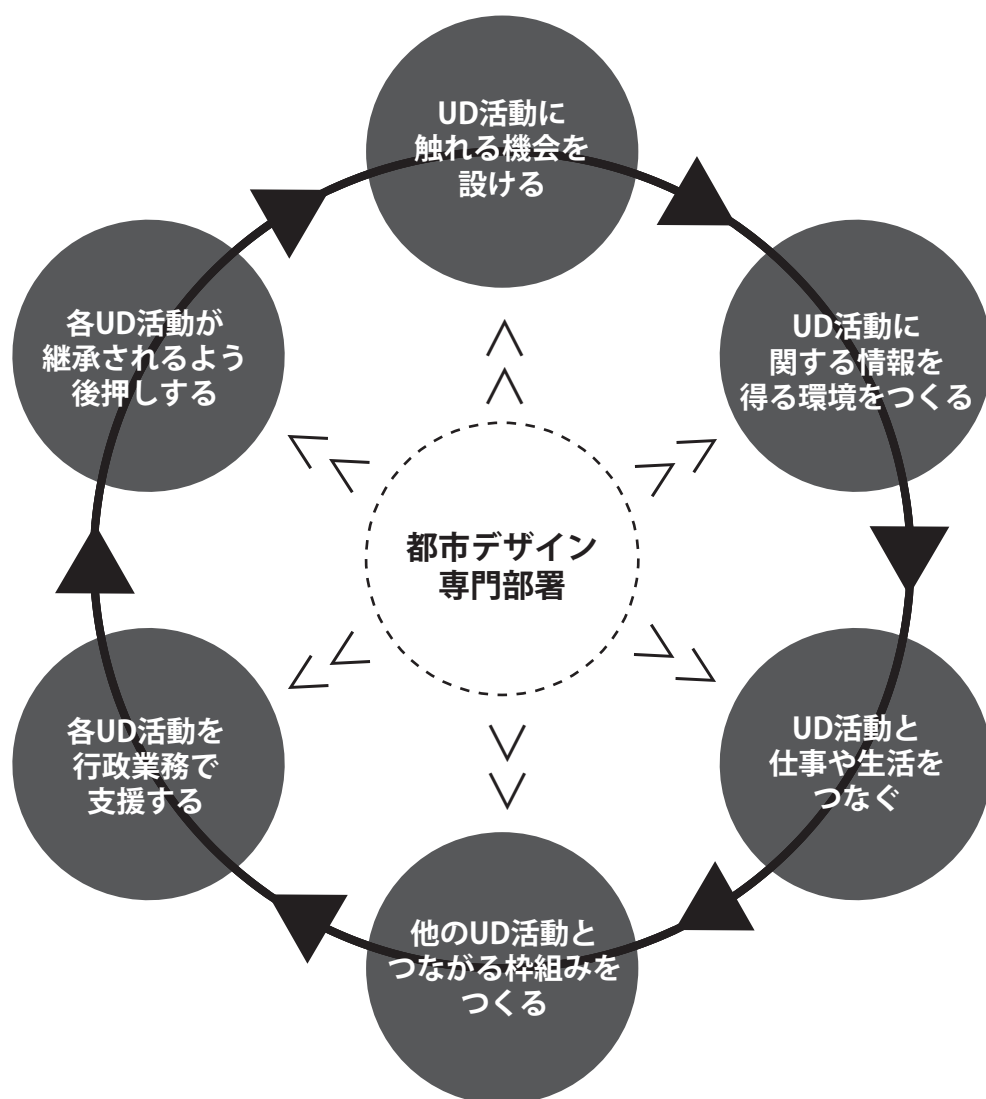 UD活動に
触れる機会を
設ける
UD活動に
関する情報を
得る環境をつくる
UD活動と
仕事や生活を
つなぐ
他のUD活動と
つながる枠組みを
つくる
各UD活動を
行政業務で
支援する
各UD活動が
継承されるよう
後押しする
都市デザイン
専門部署